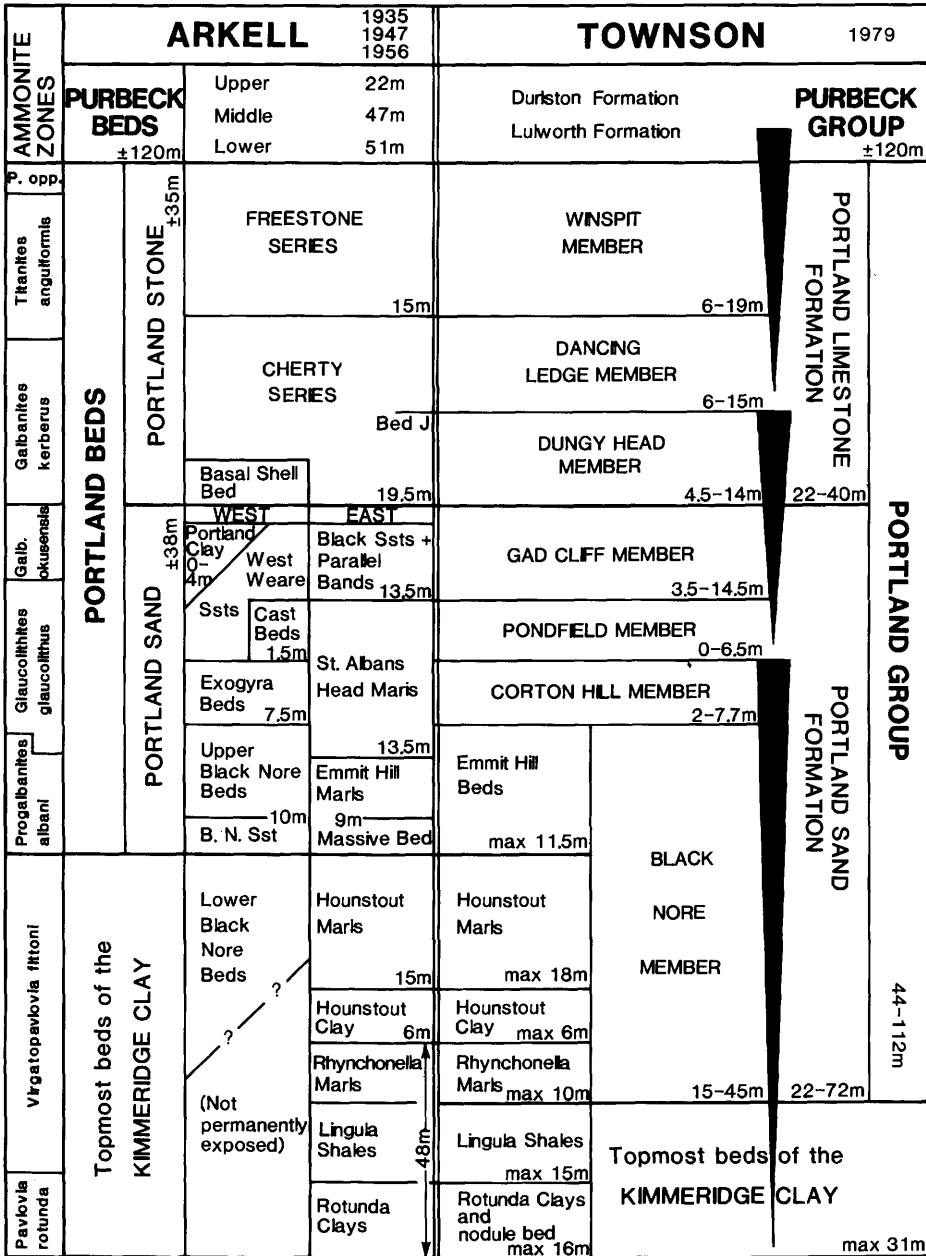 AMMONITE
ZONES
P. opp.
Titanites
anguiformis
Galbanites
kerberus
Galb.
okusensis
Glaucolithites
glaucolithus
Progalbanites
albani
Virgatopavlovia fittoni
Pavlovia
rotunda
ARKELL
1935
1947
1956
PURBECK
BEDS
±120m
Upper 22m
Middle 47m
Lower 51m
PORTLAND BEDS
PORTLAND STONE
±35m
FREESTONE
SERIES
15m
CHERTY
SERIES
Bed J
Basal Shell
Bed
19.5m
PORTLAND SAND
±38m
WEST
EAST
Portland
Clay
0-
4m
West
Weare
Ssts
Cast
Beds
1.5m
Exogyra
Beds
7.5m
Upper
Black Nore
Beds
10m
B. N. Sst
Black Ssts +
Parallel
Bands 13.5m
St. Albans
Head Marls
13.5m
Emmit Hill
Marls
9m
Massive Bed
Topmost beds of the
KIMMERIDGE CLAY
Lower
Black
Nore
Beds
?
?
(Not
permanently
exposed)
Hounstout
Marls
15m
Hounstout
Clay 6m
Rhynchonella
Marls
Lingula
Shales
48m
Rotunda
Clays
TOWNSON 1979
Durlston Formation
Lulworth Formation
PURBECK
GROUP
±120m
WINSPIT
MEMBER
6-19m
DANCING
LEDGE MEMBER
6-15m
DUNGY HEAD
MEMBER
4.5-14m
PORTLAND LIMESTONE
FORMATION
22-40m
GAD CLIFF MEMBER
3.5-14.5m
PONDFIELD MEMBER
0-6.5m
CORTON HILL MEMBER
2-7.7m
Emmit Hill
Beds
max 11.5m
Hounstout
Marls
max 18m
Hounstout
Clay max 6m
Rhynchonella
Marls max 10m
BLACK
NORE
MEMBER
15-45m
PORTLAND SAND
FORMATION
22-72m
PORTLAND GROUP
44-112m
Lingula Shales
max 15m
Rotunda Clays
and
nodule bed
max 16m
Topmost beds of the
KIMMERIDGE CLAY
max 31m